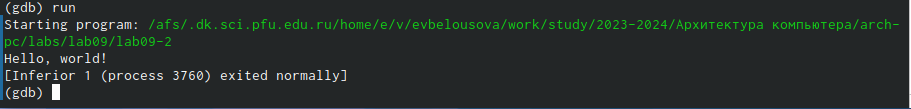 (gdb) run
Starting program: /afs/.dk.sci.pfu.edu.ru/home/e/v/evbelousova/work/study/2023-2024/Архитектура компьютера/arch-
pc/labs/lab09/lab09-2
Hello, world!
[Inferior 1 (process 3760) exited normally]
(gdb)